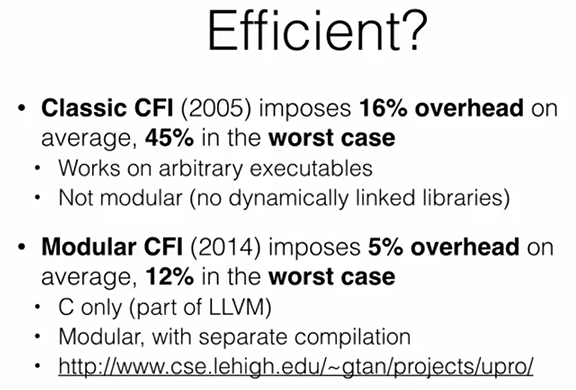 Efficient?
• Classic CFI (2005) imposes 16% overhead on
average, 45% in the worst case
• Works on arbitrary executables
• Not modular (no dynamically linked libraries)
• Modular CFI (2014) imposes 5% overhead on
average, 12% in the worst case
• C only (part of LLVM)
• Modular, with separate compilation
• http://www.cse.lehigh.edu/~gtan/projects/upro/